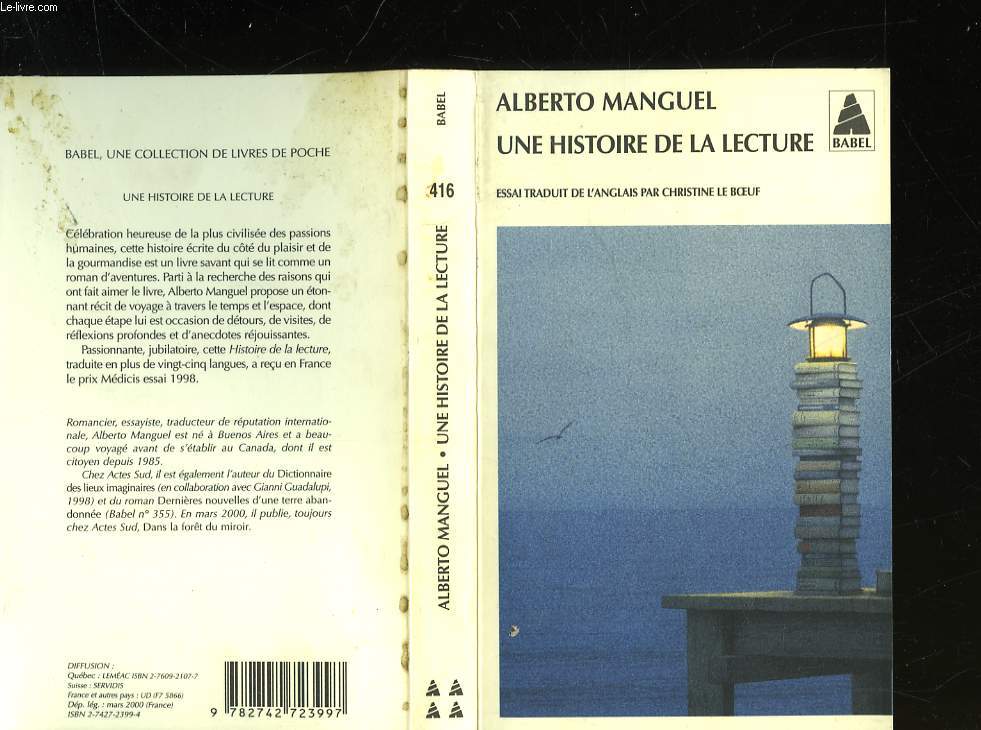 Le-livre.com
BABEL, UNE COLLECTION DE LIVRES DE POCHE
UNE HISTOIRE DE LA LECTURE
Célébration heureuse de la plus civilisée des passions
humaines, cette histoire écrite du côté du plaisir et de
la gourmandise est un livre savant qui se lit comme un
roman d'aventures. Parti à la recherche des raisons qui
ont fait aimer le livre, Alberto Manguel propose un éton-
nant récit de voyage à travers le temps et l'espace, dont
chaque étape lui est occasion de détours, de visites, de
réflexions profondes et d'anecdotes réjouissantes.
Passionnante, jubilatoire, cette Histoire de la lecture,
traduite en plus de vingt-cinq langues, a reçu en France
le prix Médicis essai 1998.
Romancier, essayiste, traducteur de réputation internatio-
nale, Alberto Manguel est né à Buenos Aires et a beau-
coup voyagé avant de s'établir au Canada, dont il est
citoyen depuis 1985.
Chez Actes Sud, il est également l'auteur du Dictionnaire
des lieux imaginaires (en collaboration avec Gianni Guadalupi,
1998) et du roman Dernières nouvelles d'une terre aban-
donnée (Babel n° 355). En mars 2000, il publie, toujours
chez Actes Sud, Dans la forêt du miroir.
DIFFUSION :
Québec : LEMÉAC ISBN 2-7609-2107-7
Suisse : SERVIDIS
France et autres pays : UD (F7 5866)
Dép. lég. : mars 2000 (France)
ISBN 2-7427-2399-4
9 782742 723997
BABEL
416
ALBERTO MANGUEL • UNE HISTOIRE DE LA LECTURE
ALBERTO MANGUEL
UNE HISTOIRE DE LA LECTURE
BABEL
ESSAI TRADUIT DE L'ANGLAIS PAR CHRISTINE LE BŒUF